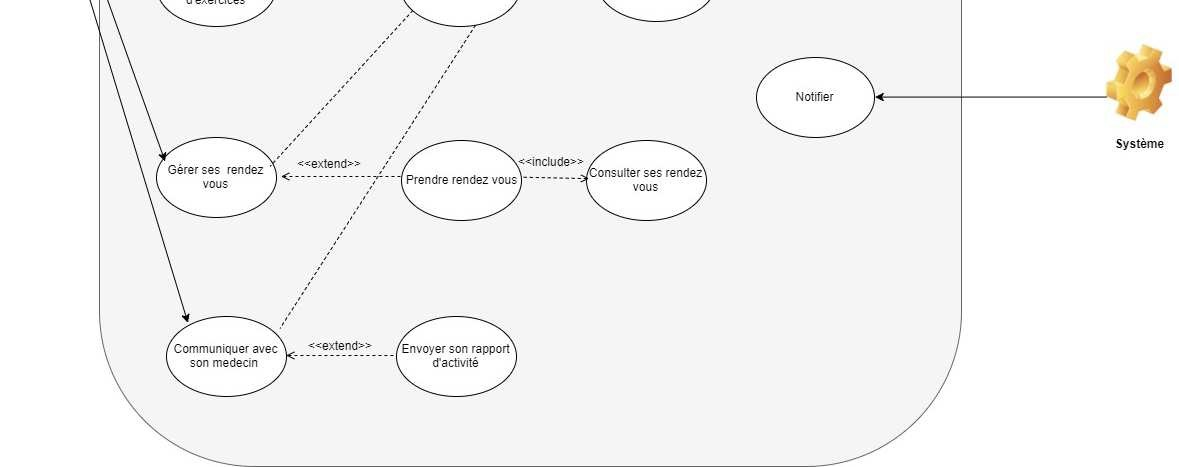 d'exercices
Notifier
Système
Gérer ses  rendez
vous
<<extend>>
Prendre rendez vous
<<include>>
Consulter ses rendez
vous
Communiquer avec
son medecin
<<extend>>
Envoyer son rapport
d'activité